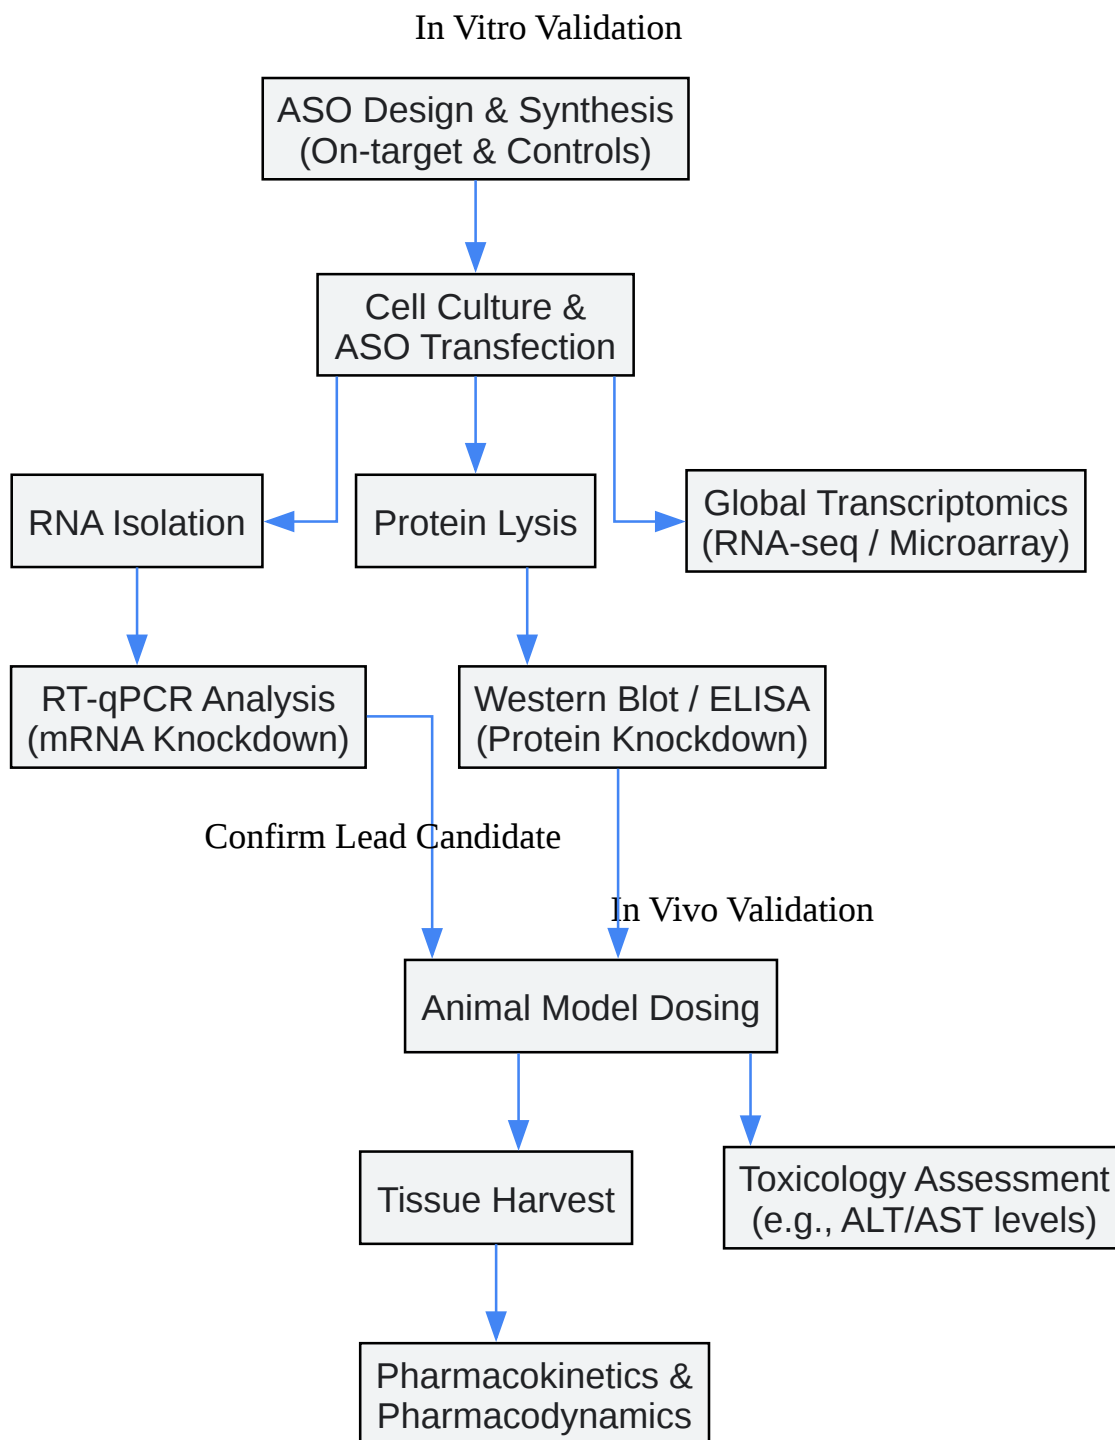 In Vitro Validation
ASO Design & Synthesis
(On-target & Controls)
Cell Culture &
ASO Transfection
RNA Isolation
Protein Lysis
Global Transcriptomics
(RNA-seq / Microarray)
RT-qPCR Analysis
(mRNA Knockdown)
Western Blot / ELISA
(Protein Knockdown)
Confirm Lead Candidate
In Vivo Validation
Animal Model Dosing
Tissue Harvest
Toxicology Assessment
(e.g., ALT/AST levels)
Pharmacokinetics &
Pharmacodynamics